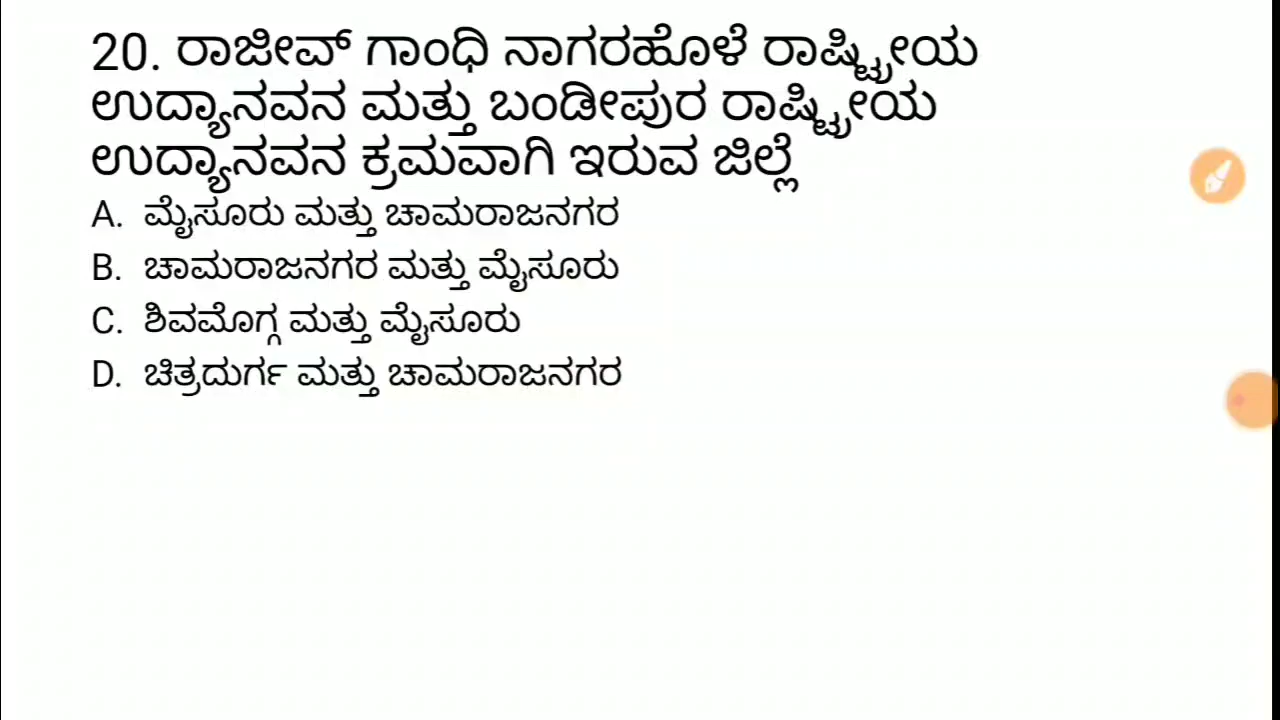 20. ರಾಜೀವ್ ಗಾಂಧಿ ನಾಗರಹೊಳೆ ರಾಷ್ಟ್ರೀಯ
ಉದ್ಯಾನವನ ಮತ್ತು ಬಂಡೀಪುರ ರಾಷ್ಟ್ರೀಯ
ಉದ್ಯಾನವನ ಕ್ರಮವಾಗಿ ಇರುವ ಜಿಲ್ಲೆ
A. ಮೈಸೂರು ಮತ್ತು ಚಾಮರಾಜನಗರ
B. ಚಾಮರಾಜನಗರ ಮತ್ತು ಮೈಸೂರು
C. ಶಿವಮೊಗ್ಗ ಮತ್ತು ಮೈಸೂರು
D. ಚಿತ್ರದುರ್ಗ ಮತ್ತು ಚಾಮರಾಜನಗರ